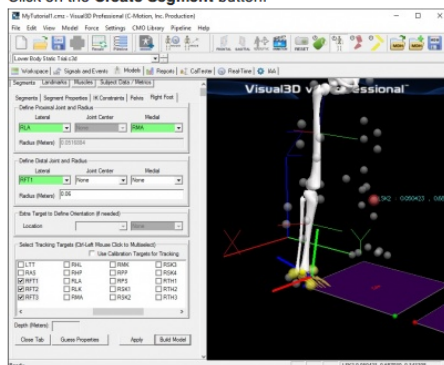 Click on the Create Segment button.
MyTutorial1.cmz - Visual3D Professional (C-Motion, Inc. Production)
File Edit View Model Force Settings CMO Library Pipeline Help
Lower Body Static Trial.c3d
Workspace Signals and Events Models Reports CalTester RealTime IAA
Segments Landmarks Muscles Subject Data / Metrics
Segments Segment Properties IK Constraints Pelvis Right Foot
Define Proximal Joint and Radius
Lateral Joint Center Medial
RLA None RMA
Radius (Meters) 0.0510004
Define Distal Joint and Radius
Lateral Joint Center Medial
RFT1 None None
Radius (Meters) 0.06
Extra Target to Define Orientation (if needed)
Location None
Select Tracking Targets (Ctrl-Left Mouse Click to Multiselect)
Use Calibration Targets for Tracking
LTT RHL RMK RSK3
RAS RHP RPP RSK4
RFT1 RLA RPS RTH1
RFT2 RLK RSK1 RTH2
RFT3 RMA RSK2 RTH3
Depth (Meters)
Close Tab Guess Properties Apply Build Model
Visual3D
Ready